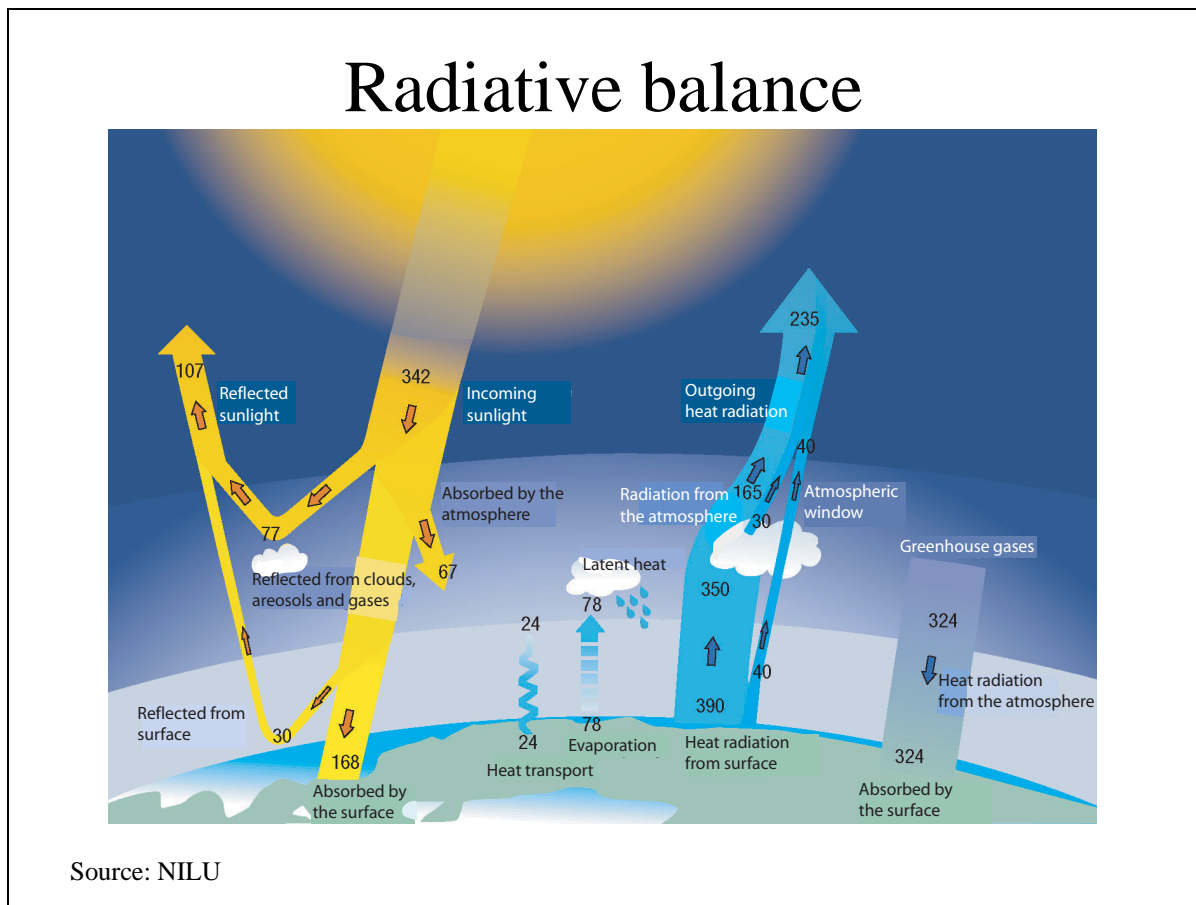 Radiative balance
235
107
342
Reflected
sunlight
Incoming
sunlight
Outgoing
heat radiation
40
Absorbed by the
atmosphere
Radiation from
the atmosphere
165
30
Atmospheric
window
77
Greenhouse gases
Reflected from clouds,
areosols and gases
67
Latent heat
78
350
24
324
40
Heat radiation
from the atmosphere
Reflected from
surface
30
390
78
24
Evaporation
Heat radiation
from surface
168
324
Heat transport
Absorbed by
the surface
Absorbed by
the surface
Source: NILU